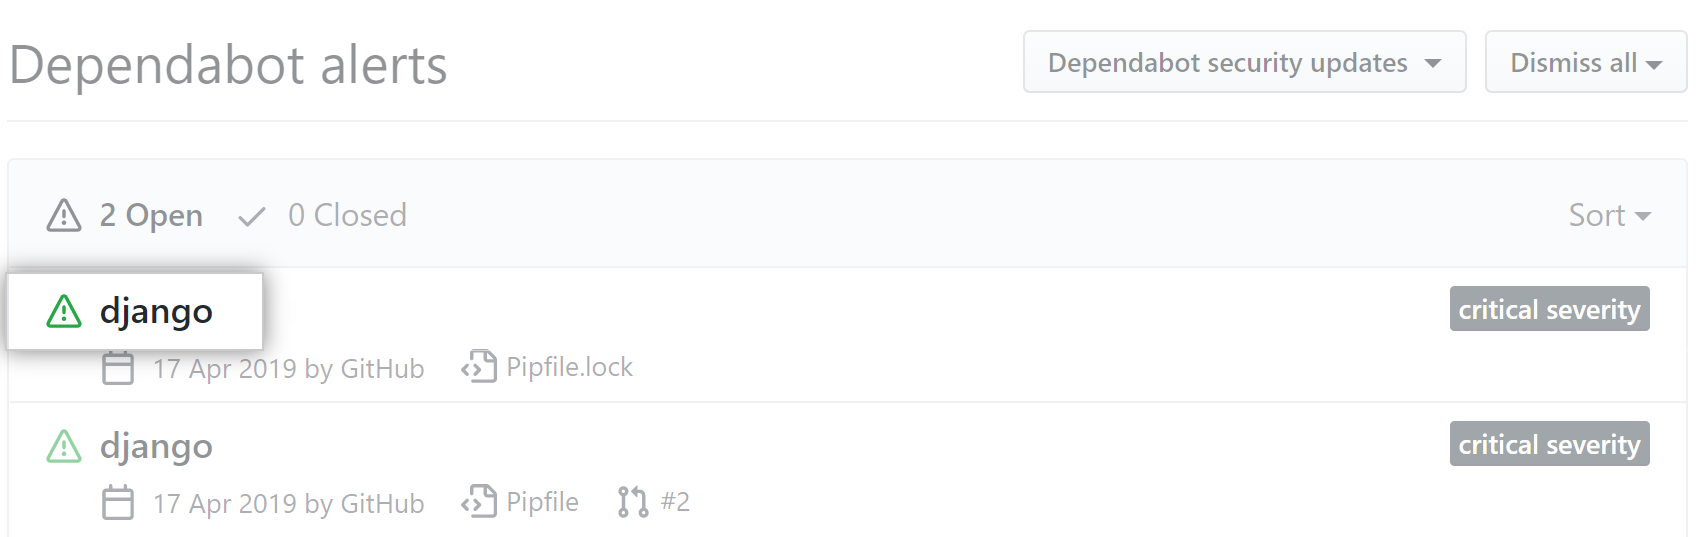 Dependabot alerts
Dependabot security updates
Dismiss all
2 Open 0 Closed
Sort
django
critical severity
17 Apr 2019 by GitHub Pipfile.lock
django
critical severity
17 Apr 2019 by GitHub Pipfile #2